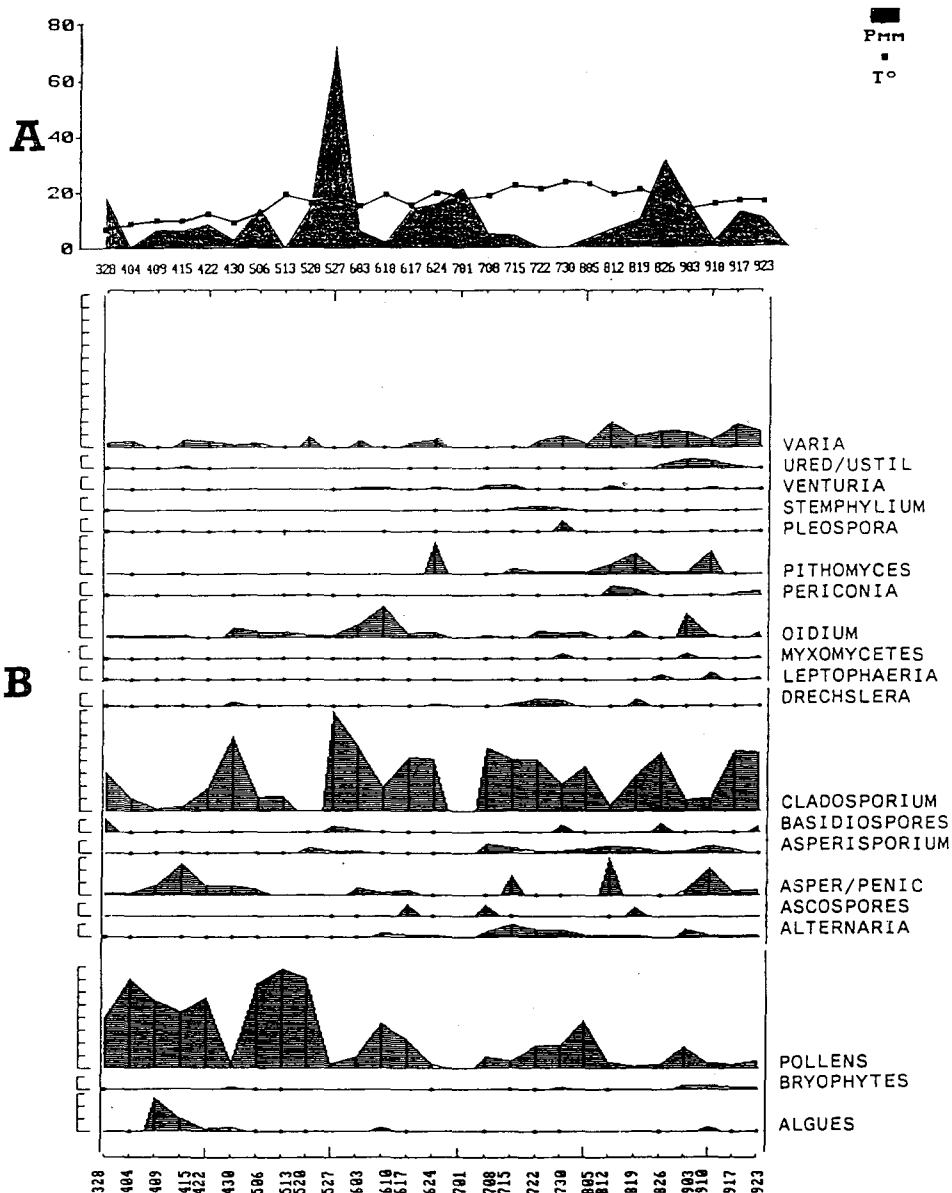 80
Pmm
T°
60
A
40
20
0
328 404 409 415 422 430 506 513 520 527 603 610 617 624 701 708 715 722 730 805 812 819 826 903 910 917 923
VARIA
URED/USTIL
VENTURIA
STEMPHYLIUM
PLEOSPORA
PITHOMYCES
PERICONIA
OIDIUM
B
MYXOMYCETES
LEPTOPHAERIA
DRECHSLERA
CLADOSPORIUM
BASIDIOSPORES
ASPERISPORIUM
ASPER/PENIC
ASCOSPORES
ALTERNARIA
POLLENS
BRYOPHYTES
ALGUES
328 404 409 415 422 430 506 513 520 527 603 610 617 624 701 708 715 722 730 805 812 819 826 903 910 917 923